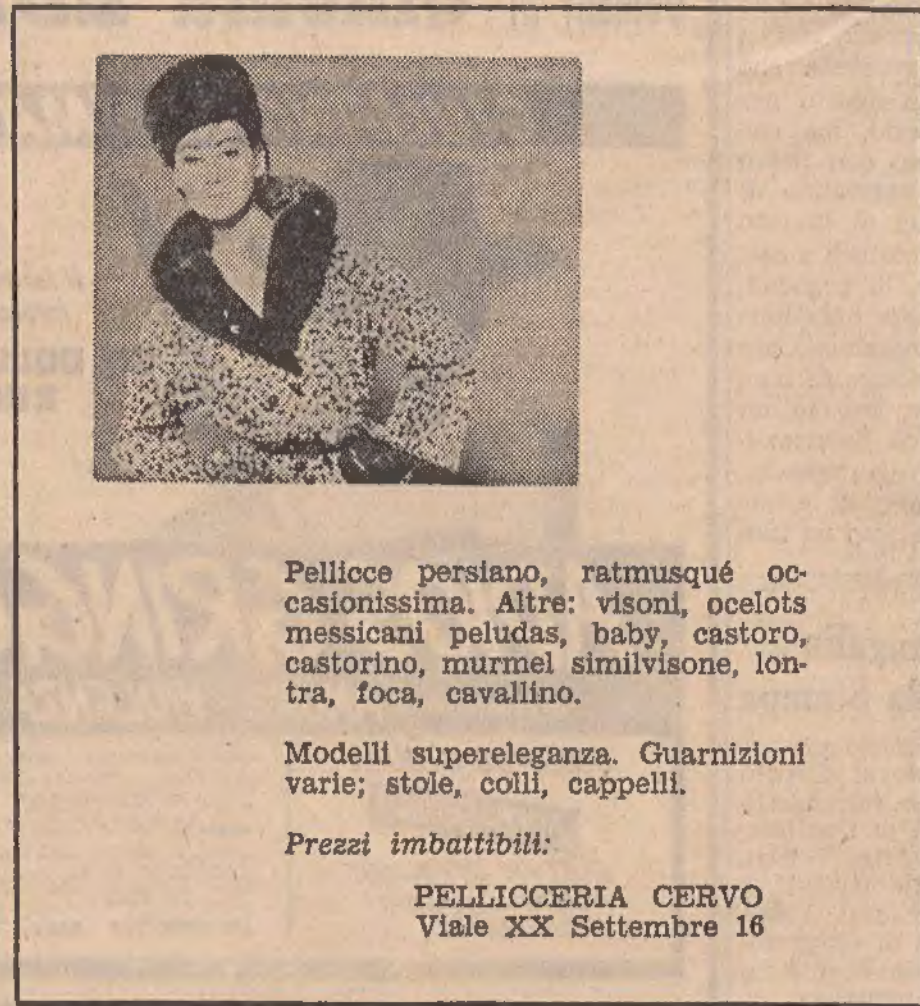 Pellicce persiano, ratmusqué oc-
casionissima. Altre: visoni, ocelots
messicani peludas, baby, castoro,
castorino, murmel similvisone, lon-
tra, foca, cavallino.
Modelli supereleganza. Guarnizioni
varie; stole, colli, cappelli.
Prezzi imbattibili:
PELLICCERIA CERVO
Viale XX Settembre 16